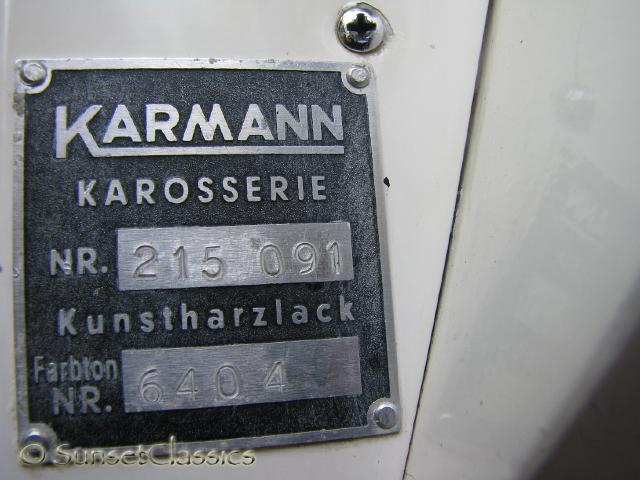 KARMANN
KAROSSERIE
NR. 215 091
Kunstharzlack
Farbton
NR. 6404
© SunsetClassics